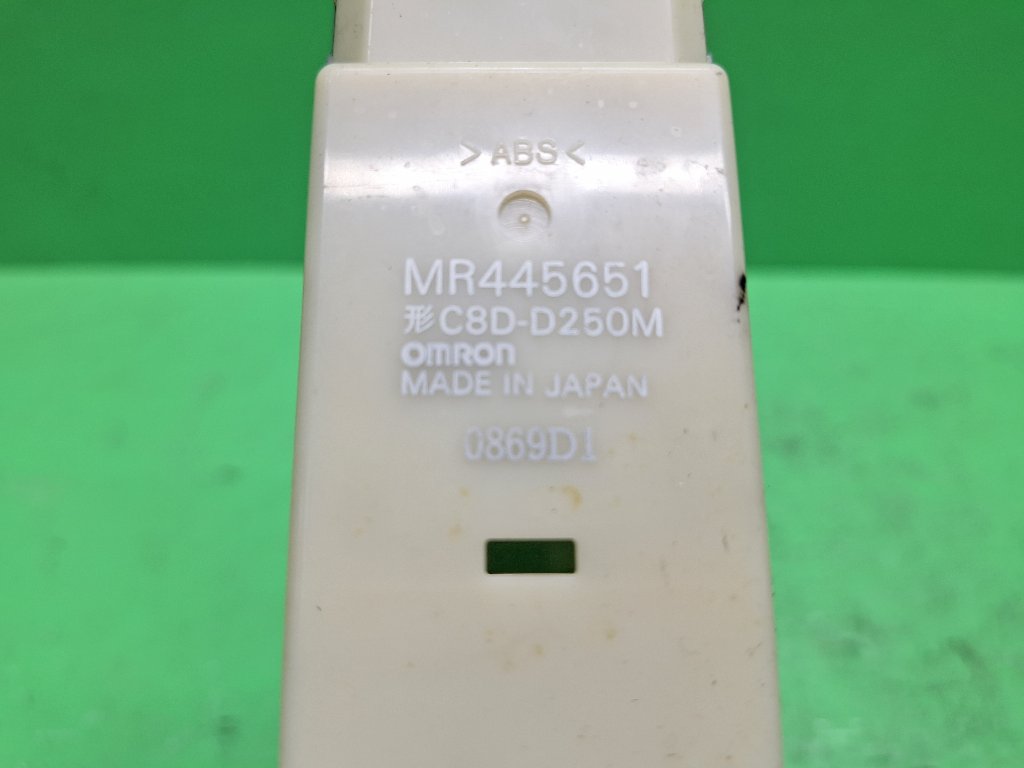 >ABS<
MR445651
形C8D-D250M
omron
MADE IN JAPAN
0869D1